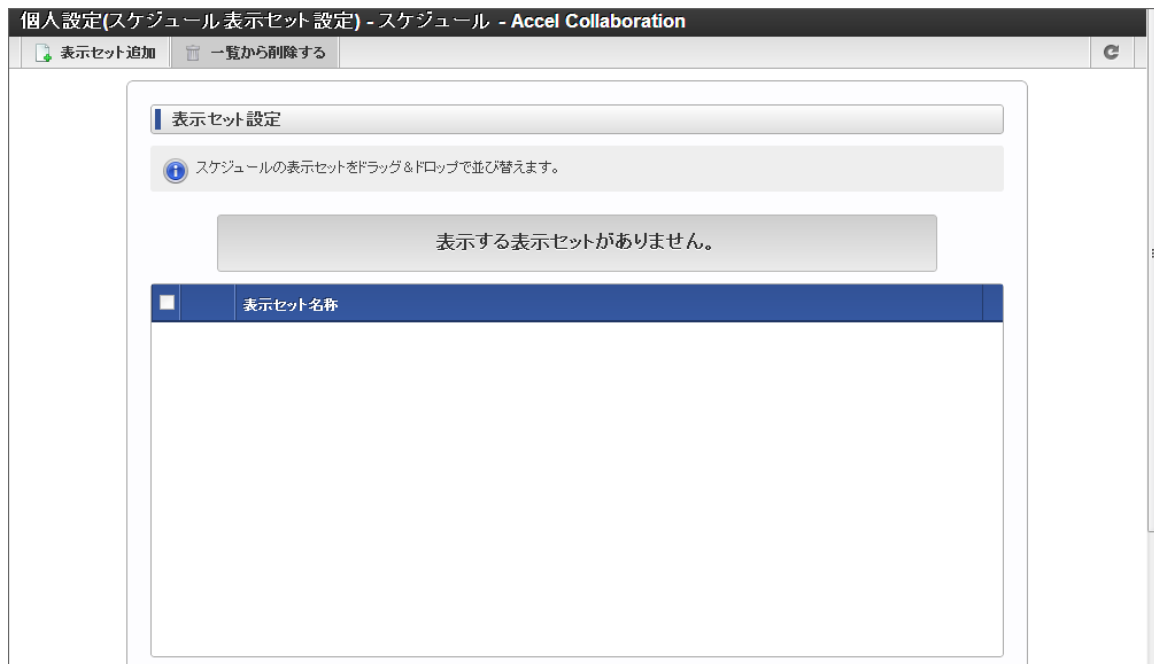 個人設定(スケジュール表示セット設定) - スケジュール - Accel Collaboration
表示セット追加 一覧から削除する
表示セット設定
スケジュールの表示セットをドラッグ＆ドロップで並び替えます。
表示する表示セットがありません。
表示セット名称